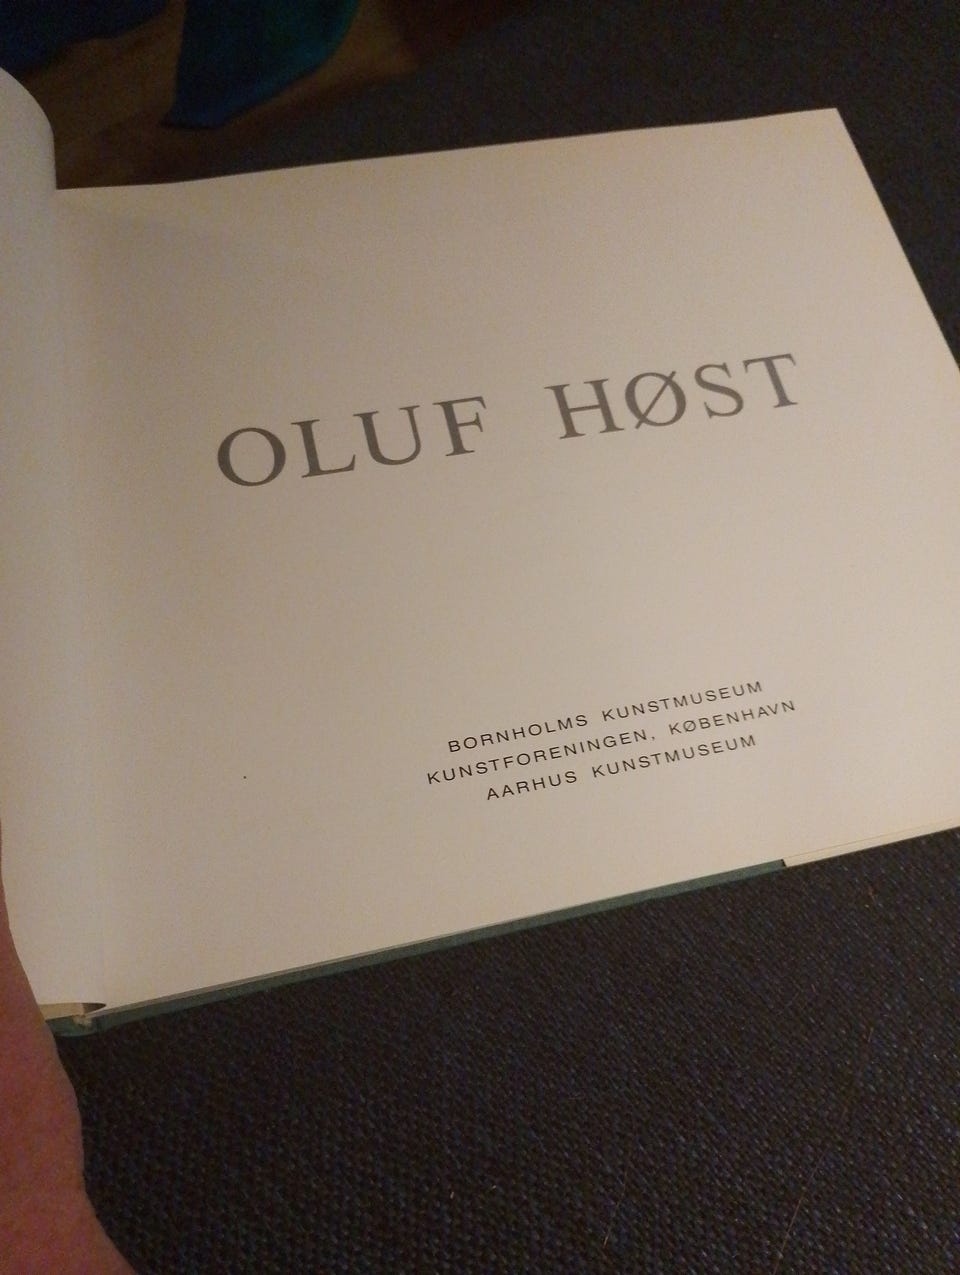 OLUF HØST
BORNHOLMS KUNSTMUSEUM
KUNSTFORENINGEN, KØBENHAVN
AARHUS KUNSTMUSEUM